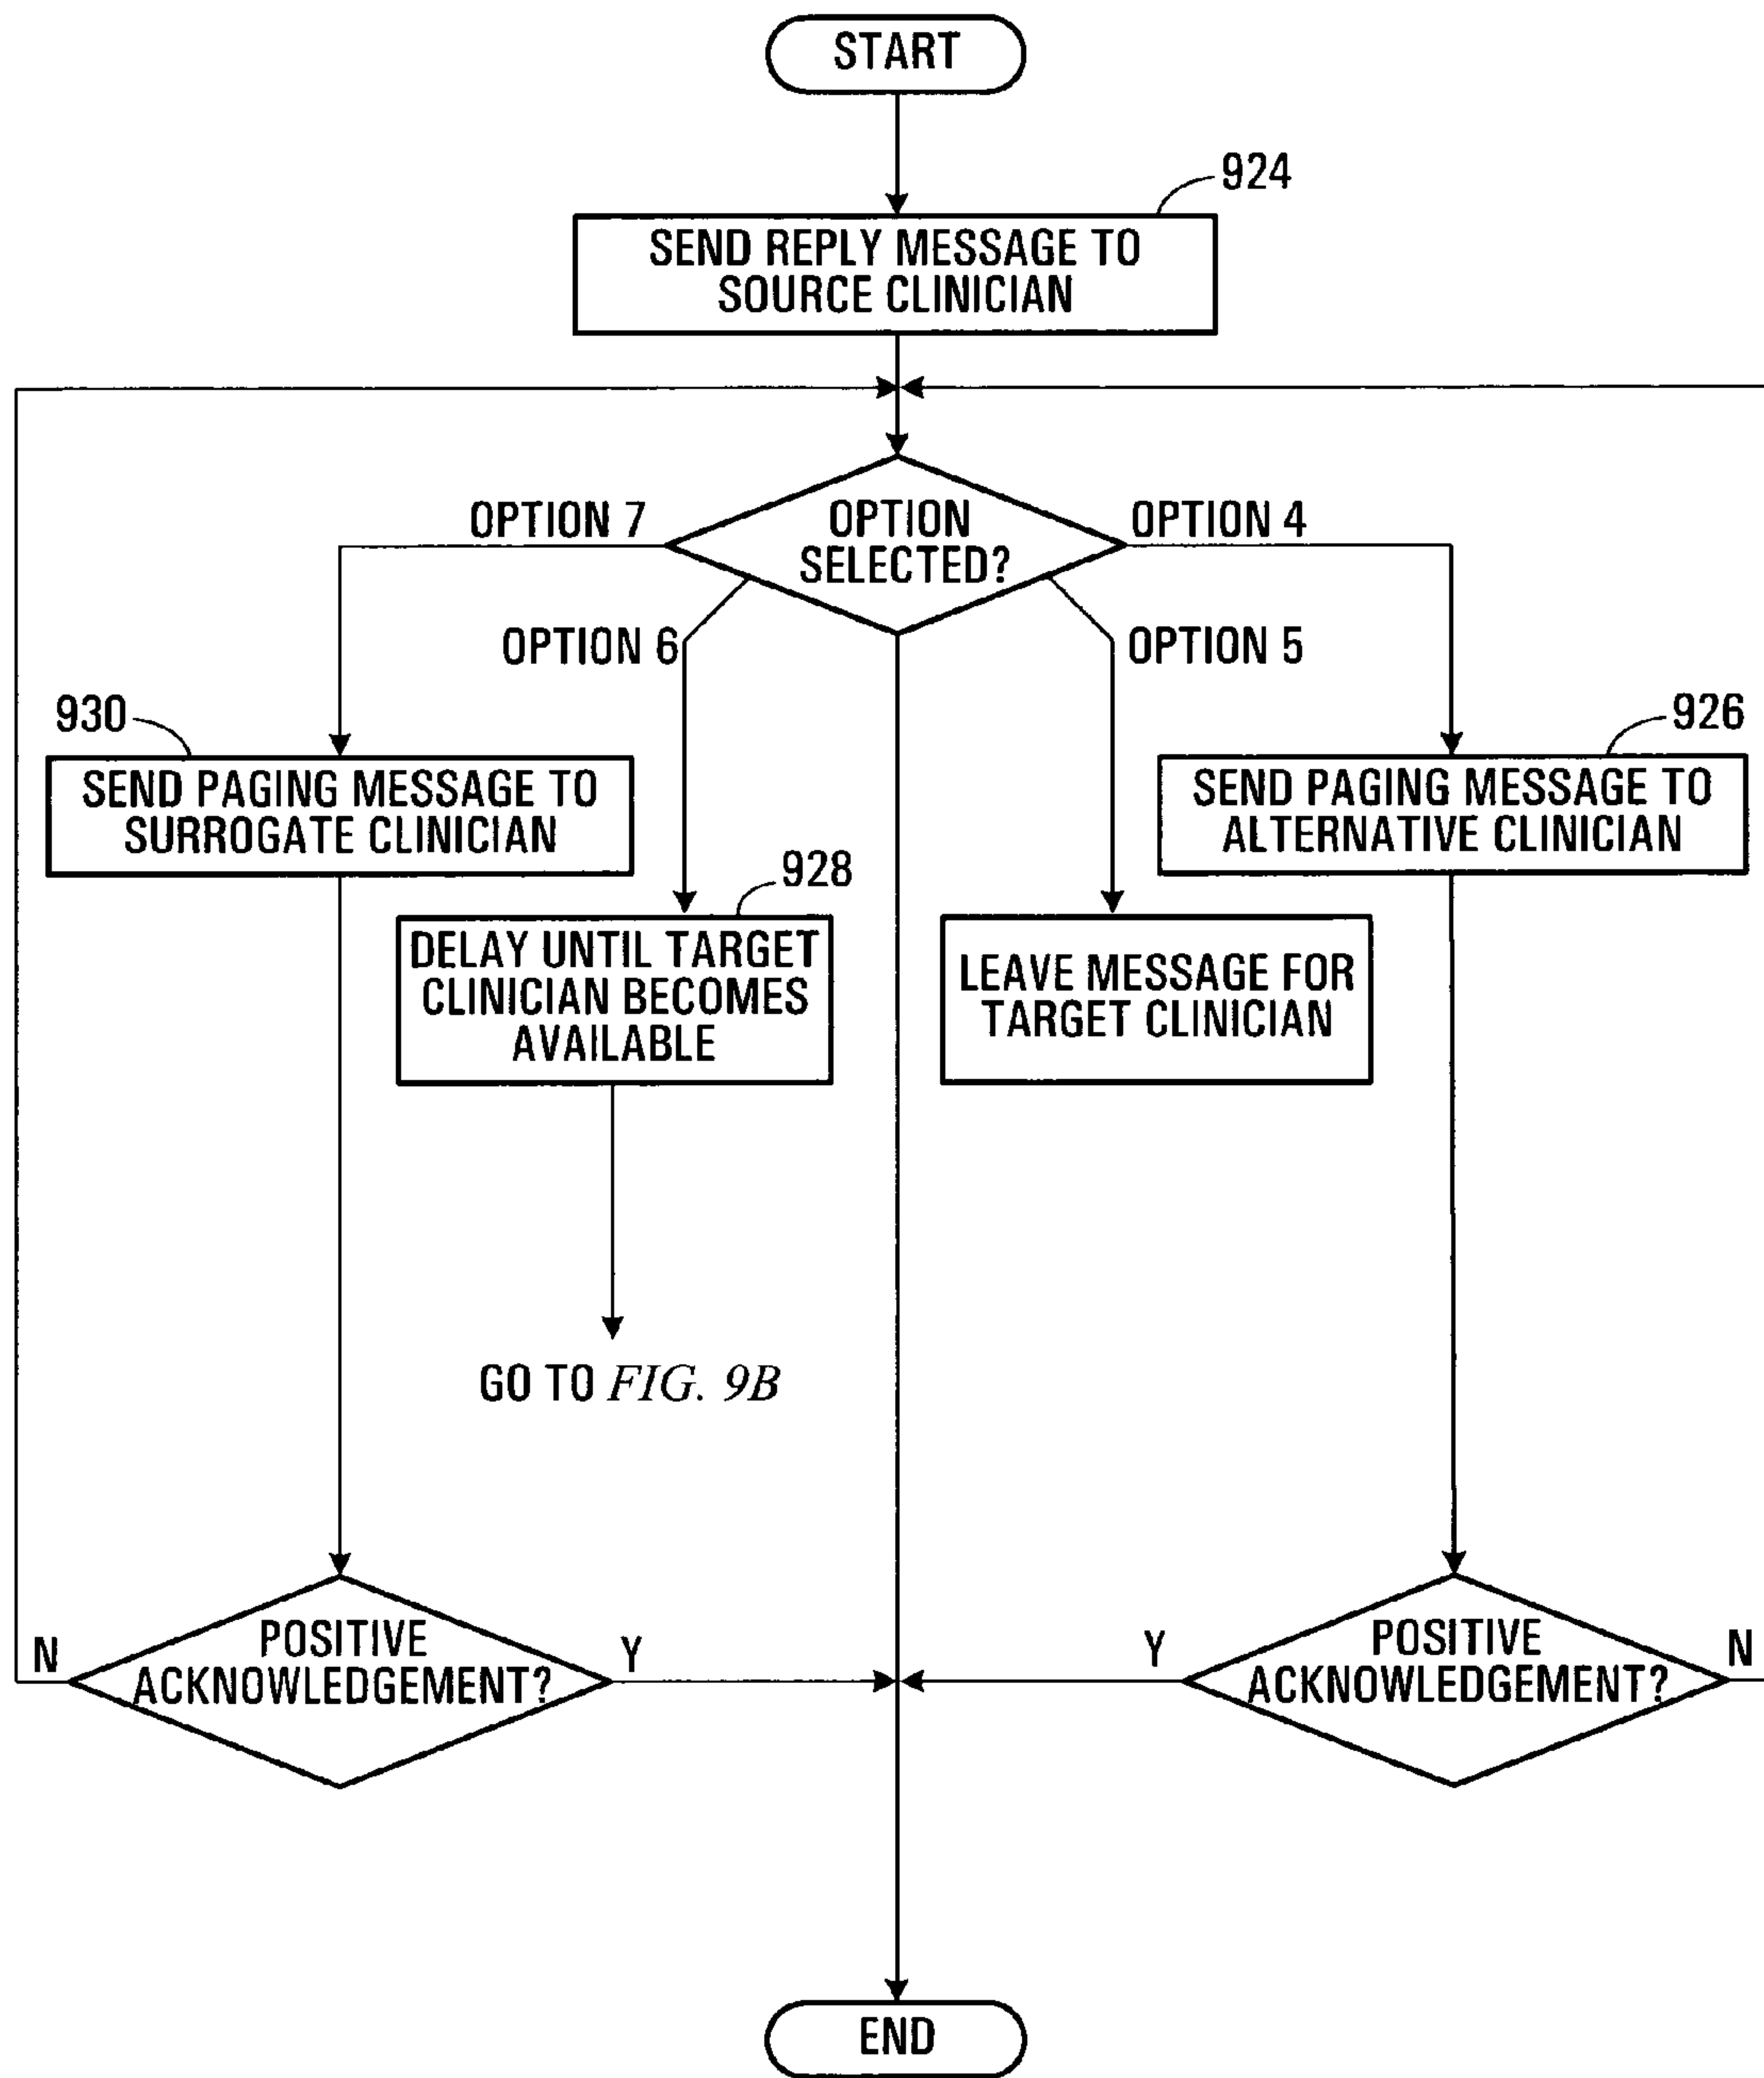 START
924
SEND REPLY MESSAGE TO
SOURCE CLINICIAN
OPTION 7
OPTION
SELECTED?
OPTION 4
OPTION 6
OPTION 5
930
SEND PAGING MESSAGE TO
SURROGATE CLINICIAN
926
SEND PAGING MESSAGE TO
ALTERNATIVE CLINICIAN
928
DELAY UNTIL TARGET
CLINICIAN BECOMES
AVAILABLE
LEAVE MESSAGE FOR
TARGET CLINICIAN
GO TO FIG. 9B
N
POSITIVE
ACKNOWLEDGEMENT?
Y
Y
POSITIVE
ACKNOWLEDGEMENT?
N
END